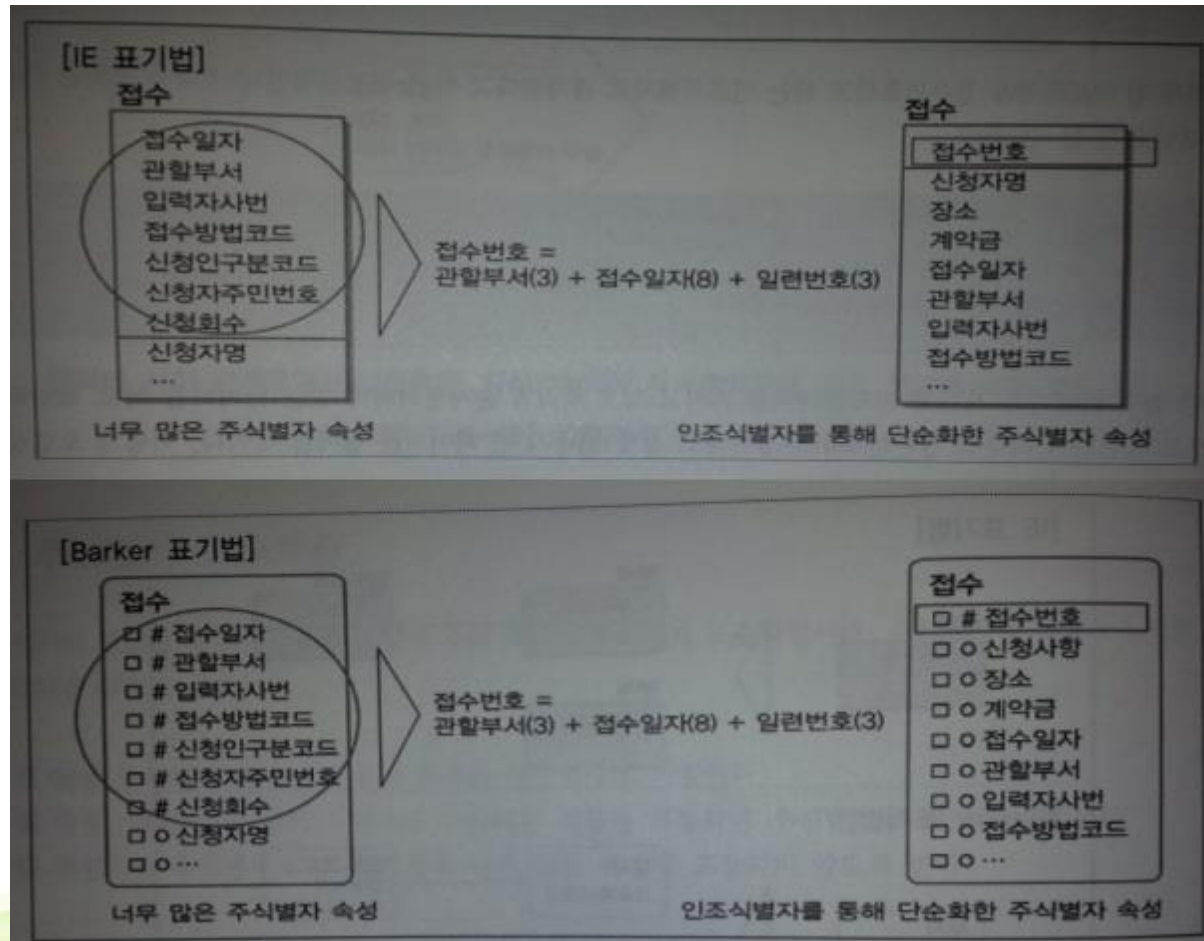 [IE 표기법]
접수
접수일자
관할부서
입력자사번
접수방법코드
신청인구분코드
신청자주민번호
신청회수
신청자명
...
너무 많은 주식별자 속성
접수번호 =
관할부서(3) + 접수일자(8) + 일련번호(3)
접수
접수번호
신청자명
장소
계약금
접수일자
관할부서
입력자사번
접수방법코드
...
인조식별자를 통해 단순화한 주식별자 속성
[Barker 표기법]
접수
□ # 접수일자
□ # 관할부서
□ # 입력자사번
□ # 접수방법코드
□ # 신청인구분코드
□ # 신청자주민번호
□ # 신청회수
□ o 신청자명
□ o ...
너무 많은 주식별자 속성
접수번호 =
관할부서(3) + 접수일자(8) + 일련번호(3)
접수
□ # 접수번호
□ o 신청사항
□ o 장소
□ o 계약금
□ o 접수일자
□ o 관할부서
□ o 입력자사번
□ o 접수방법코드
□ o ...
인조식별자를 통해 단순화한 주식별자 속성